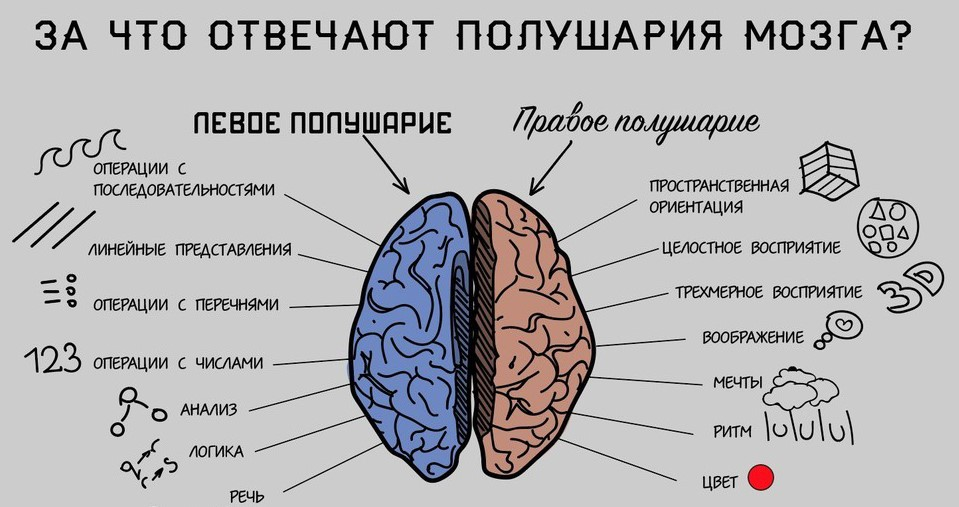 ЗА ЧТО ОТВЕЧАЮТ ПОЛУШАРИЯ МОЗГА?
ЛЕВОЕ ПОЛУШАРИЕ
Правое полушарие
ОПЕРАЦИИ С
ПОСЛЕДОВАТЕЛЬНОСТЯМИ
ЛИНЕЙНЫЕ ПРЕДСТАВЛЕНИЯ
ОПЕРАЦИИ С ПЕРЕЧНЯМИ
123 ОПЕРАЦИИ С ЧИСЛАМИ
АНАЛИЗ
ЛОГИКА
a b c s
РЕЧЬ
ПРОСТРАНСТВЕННАЯ
ОРИЕНТАЦИЯ
ЦЕЛОСТНОЕ ВОСПРИЯТИЕ
ТРЕХМЕРНОЕ ВОСПРИЯТИЕ 3D
ВООБРАЖЕНИЕ
МЕЧТЫ
РИТМ
ЦВЕТ